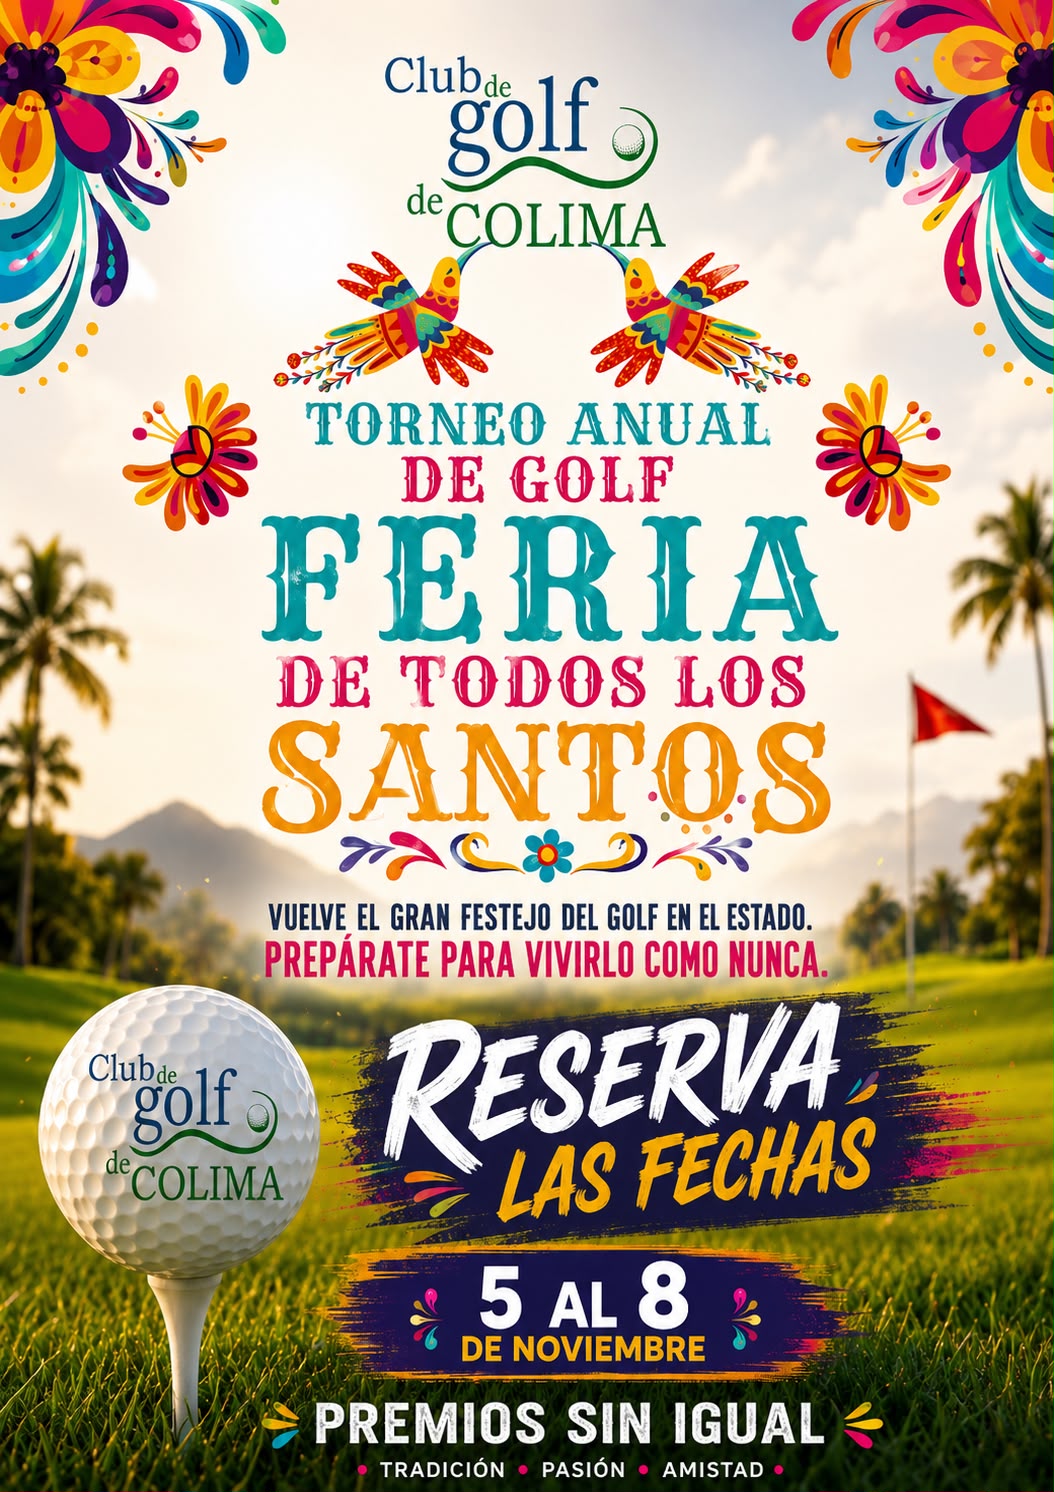 Club de
golf
de COLIMA
TORNEO ANUAL
DE GOLF
FERIA
DE TODOS LOS
SANTOS
VUELVE EL GRAN FESTEJO DEL GOLF EN EL ESTADO.
PREPÁRATE PARA VIVIRLO COMO NUNCA.
Club de
golf
de COLIMA
RESERVA
LAS FECHAS
5 AL 8
DE NOVIEMBRE
PREMIOS SIN IGUAL
• TRADICIÓN • PASIÓN • AMISTAD •